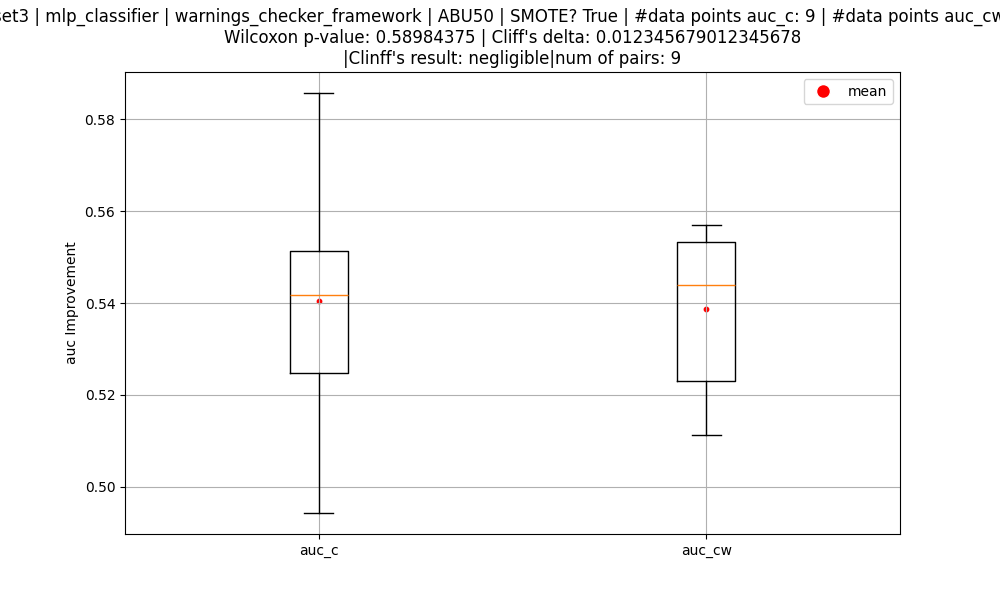 set3 | mlp_classifier | warnings_checker_framework | ABU50 | SMOTE? True | #data points auc_c: 9 | #data points auc_cw
Wilcoxon p-value: 0.58984375 | Cliff's delta: 0.012345679012345678
|Clinff's result: negligible|num of pairs: 9
mean
0.58
0.56
0.54
0.52
0.50
auc Improvement
auc_c
auc_cw